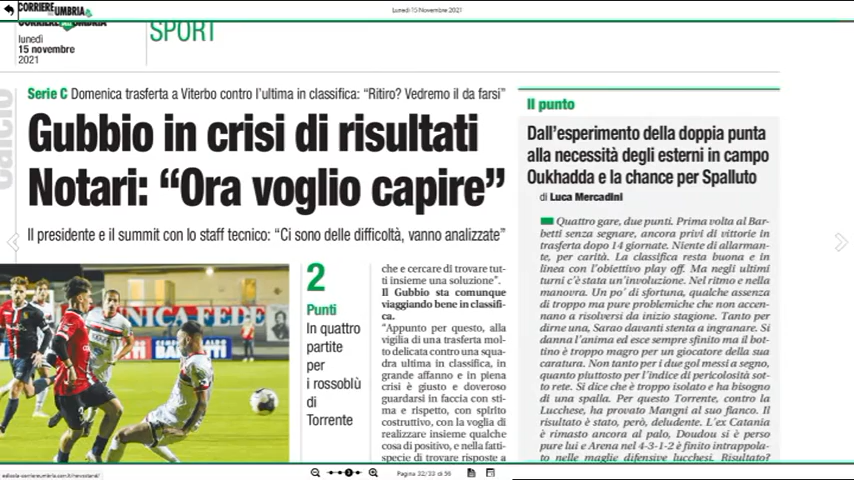 CORRIERE DELL'UMBRIA
Lunedì 15 Novembre 2021
lunedì
15 novembre
2021
SPORT
calcio
Serie C Domenica trasferta a Viterbo contro l'ultima in classifica: “Ritiro? Vedremo il da farsi”
Gubbio in crisi di risultati
Notari: “Ora voglio capire”
Il presidente e il summit con lo staff tecnico: “Ci sono delle difficoltà, vanno analizzate”
NICA FEDE
2
Punti
In quattro
partite
per
i rossoblù
di
Torrente
che e cercare di trovare tut-
ti insieme una soluzione".
Il Gubbio sta comunque
viaggiando bene in classifi-
ca.
"Appunto per questo, alla
vigilia di una trasferta mol-
to delicata contro una squa-
dra ultima in classifica, in
grande affanno e in piena
crisi è giusto e doveroso
guardarsi in faccia con sti-
ma e rispetto, con spirito
costruttivo, con la voglia di
realizzare insieme qualche
cosa di positivo, e nella fatti-
specie di trovare risposte a
Il punto
Dall'esperimento della doppia punta
alla necessità degli esterni in campo
Oukhadda e la chance per Spalluto
di Luca Mercadini
Quattro gare, due punti. Prima volta al Bar-
betti senza segnare, ancora privi di vittorie in
trasferta dopo 14 giornate. Niente di allarman-
te, per carità. La classifica resta buona e in
linea con l'obiettivo play off. Ma negli ultimi
turni c'è stata un'involuzione. Nel ritmo e nella
manovra. Un po' di sfortuna, qualche assenza
di troppo ma pure problemiche che non accen-
nano a risolversi da inizio stagione. Tanto per
dirne una, Sarao davanti stenta a ingranare. Si
danna l'anima ed esce sempre sfinito ma il bot-
tino è troppo magro per un giocatore della sua
caratura. Non tanto per i due gol messi a segno,
quanto piuttosto per l'indice di pericolosità sot-
to rete. Si dice che è troppo isolato e ha bisogno
di una spalla. Per questo Torrente, contro la
Lucchese, ha provato Mangni al suo fianco. Il
risultato è stato, però, deludente. L'ex Catania
è rimasto ancora al palo, Doudou si è perso
pure lui e Arena nel 4-3-1-2 è finito intrappola-
to nelle maglie difensive lucchesi. Risultato?
Pagina 32/33 di 56